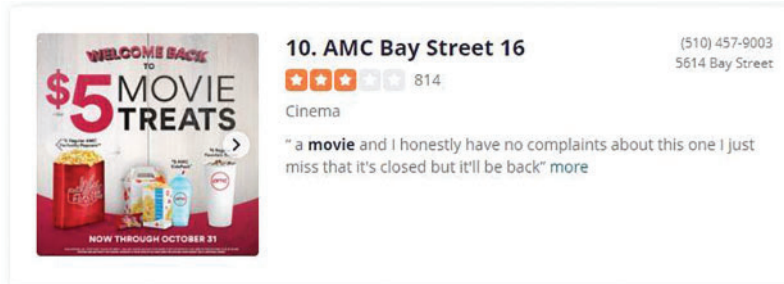 WELCOME BACK
TO
$5 MOVIE
TREATS
amc
NOW THROUGH OCTOBER 31
10. AMC Bay Street 16
814
Cinema
" a movie and I honestly have no complaints about this one I just
miss that it's closed but it'll be back" more
(510) 457-9003
5614 Bay Street